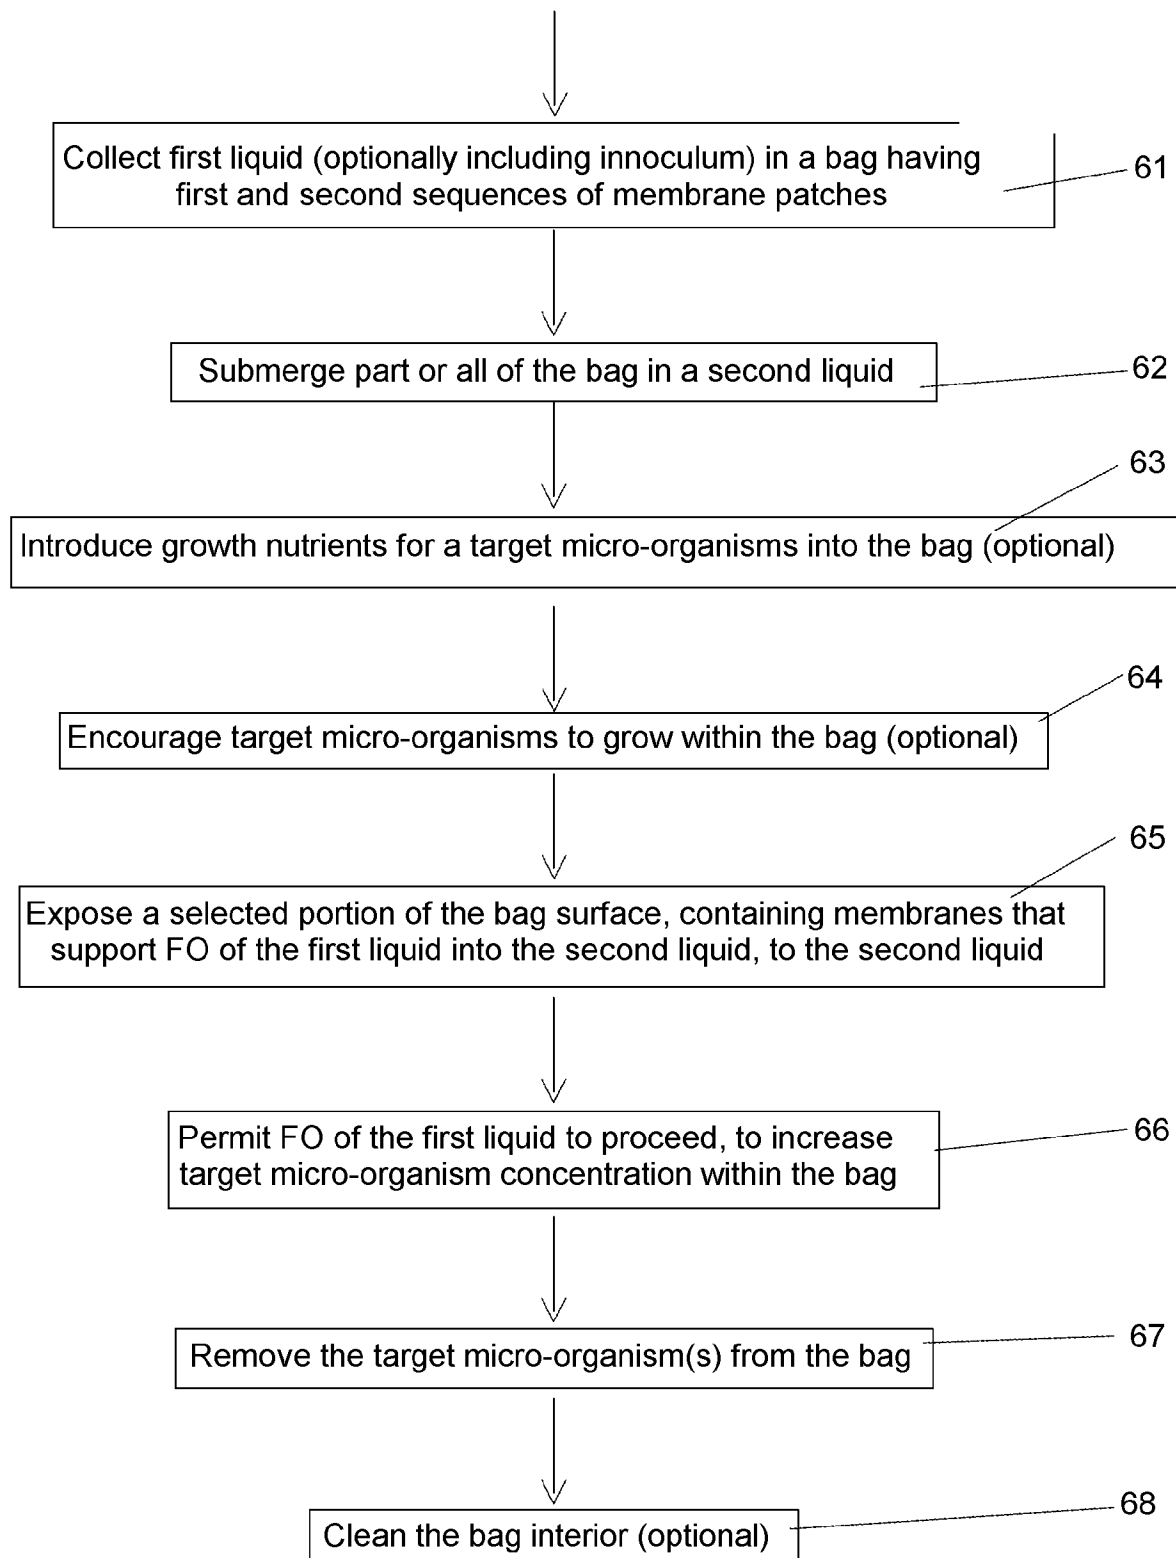 Collect first liquid (optionally including innoculum) in a bag having
first and second sequences of membrane patches
61
Submerge part or all of the bag in a second liquid
62
63
Introduce growth nutrients for a target micro-organisms into the bag (optional)
64
Encourage target micro-organisms to grow within the bag (optional)
65
Expose a selected portion of the bag surface, containing membranes that
support FO of the first liquid into the second liquid, to the second liquid
Permit FO of the first liquid to proceed, to increase
target micro-organism concentration within the bag
66
Remove the target micro-organism(s) from the bag
67
Clean the bag interior (optional)
68